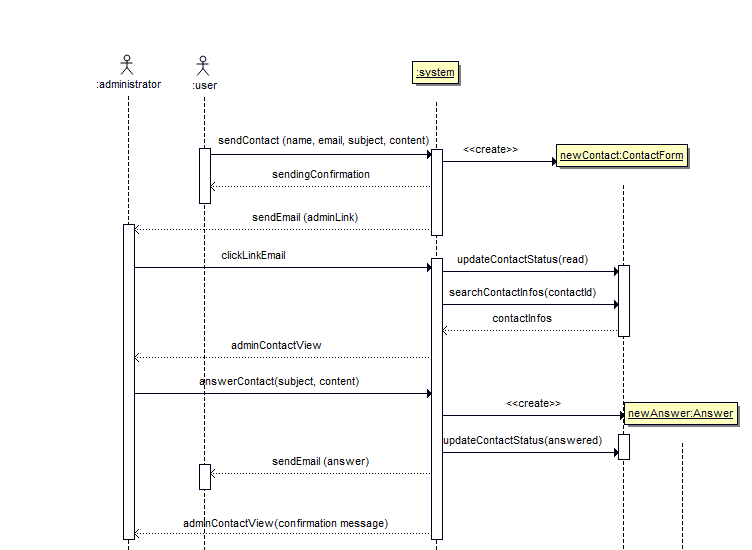 :administrator
:user
:system
sendContact (name, email, subject, content)
<<create>>
newContact:ContactForm
sendingConfirmation
sendEmail (adminLink)
clickLinkEmail
updateContactStatus(read)
searchContactInfos(contactId)
contactInfos
adminContactView
answerContact(subject, content)
<<create>>
newAnswer:Answer
updateContactStatus(answered)
sendEmail (answer)
adminContactView(confirmation message)